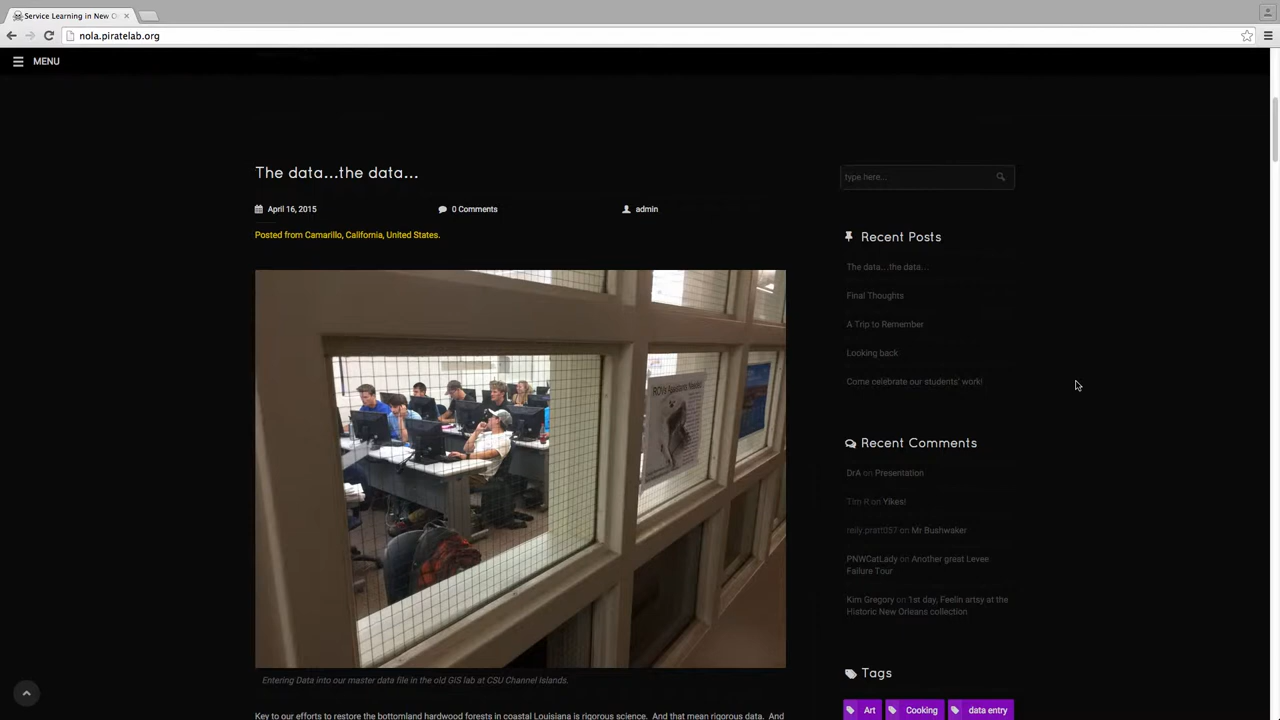 Service Learning in New O
nola.piratelab.org
MENU
The data...the data...
April 16, 2015
0 Comments
admin
Posted from Camarillo, California, United States.
ROVx Assistants Needed
Entering Data into our master data file in the old GIS lab at CSU Channel Islands.
Key to our efforts to restore the bottomland hardwood forests in coastal Louisiana is rigorous science. And that mean rigorous data. And
type here...
Recent Posts
The data...the data...
Final Thoughts
A Trip to Remember
Looking back
Come celebrate our students' work!
Recent Comments
DrA on Presentation
Tim R on Yikes!
reily.pratt057 on Mr Bushwaker
PNWCatLady on Another great Levee
Failure Tour
Kim Gregory on '1st day, Feelin artsy at the
Historic New Orleans collection
Tags
Art
Cooking
data entry